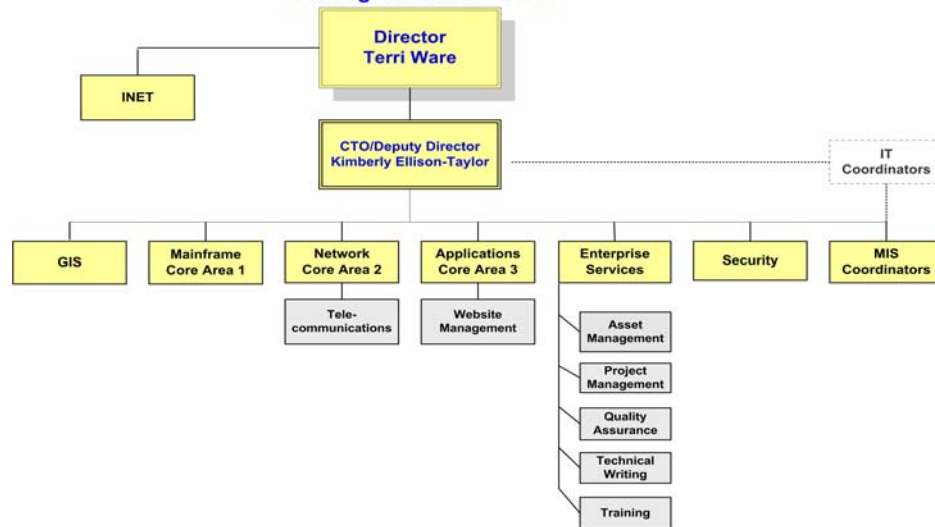 Director
Terri Ware
INET
CTO/Deputy Director
Kimberly Ellison-Taylor
IT
Coordinators
GIS
Mainframe
Core Area 1
Network
Core Area 2
Applications
Core Area 3
Enterprise
Services
Security
MIS
Coordinators
Tele-
communications
Website
Management
Asset
Management
Project
Management
Quality
Assurance
Technical
Writing
Training